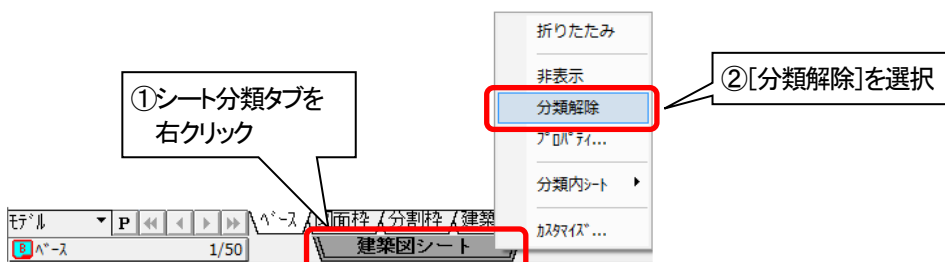 折りたたみ
非表示
分類解除
ﾌﾟﾛﾊﾟﾃｨ...
分類内ｼｰﾄ
ｶｽﾀﾏｲｽﾞ...
①シート分類タブを
右クリック
②[分類解除]を選択
ﾓﾃﾞﾙ P ﾍﾞｰｽ 図面枠 分割枠 建築
B ﾍﾞｰｽ 1/50 建築図シート